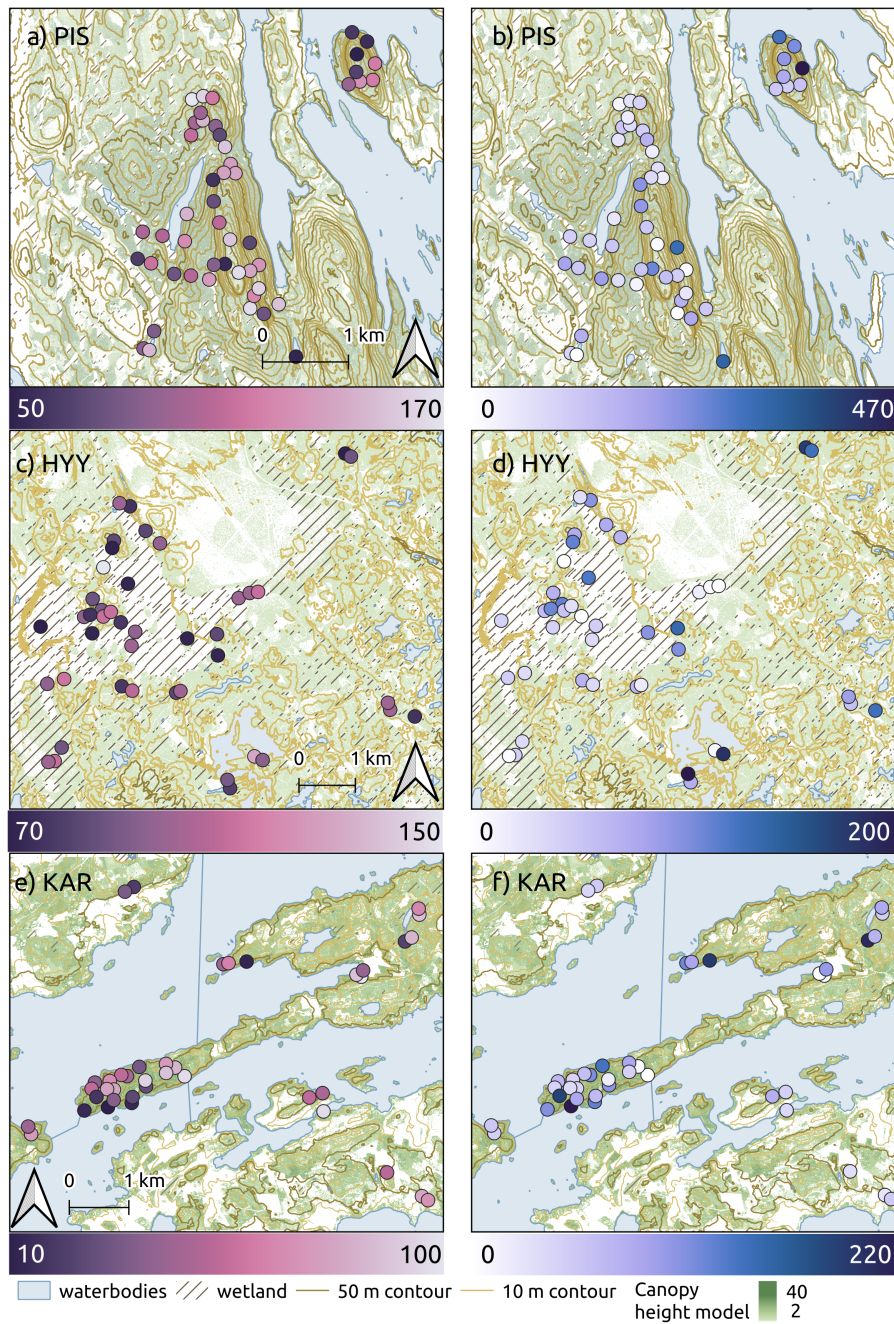 a) PIS
b) PIS
0 1 km
50 170
0 470
c) HYY
d) HYY
0 1 km
70 150
0 200
e) KAR
f) KAR
0 1 km
10 100
0 220
waterbodies wetland 50 m contour 10 m contour Canopy height model 40 2